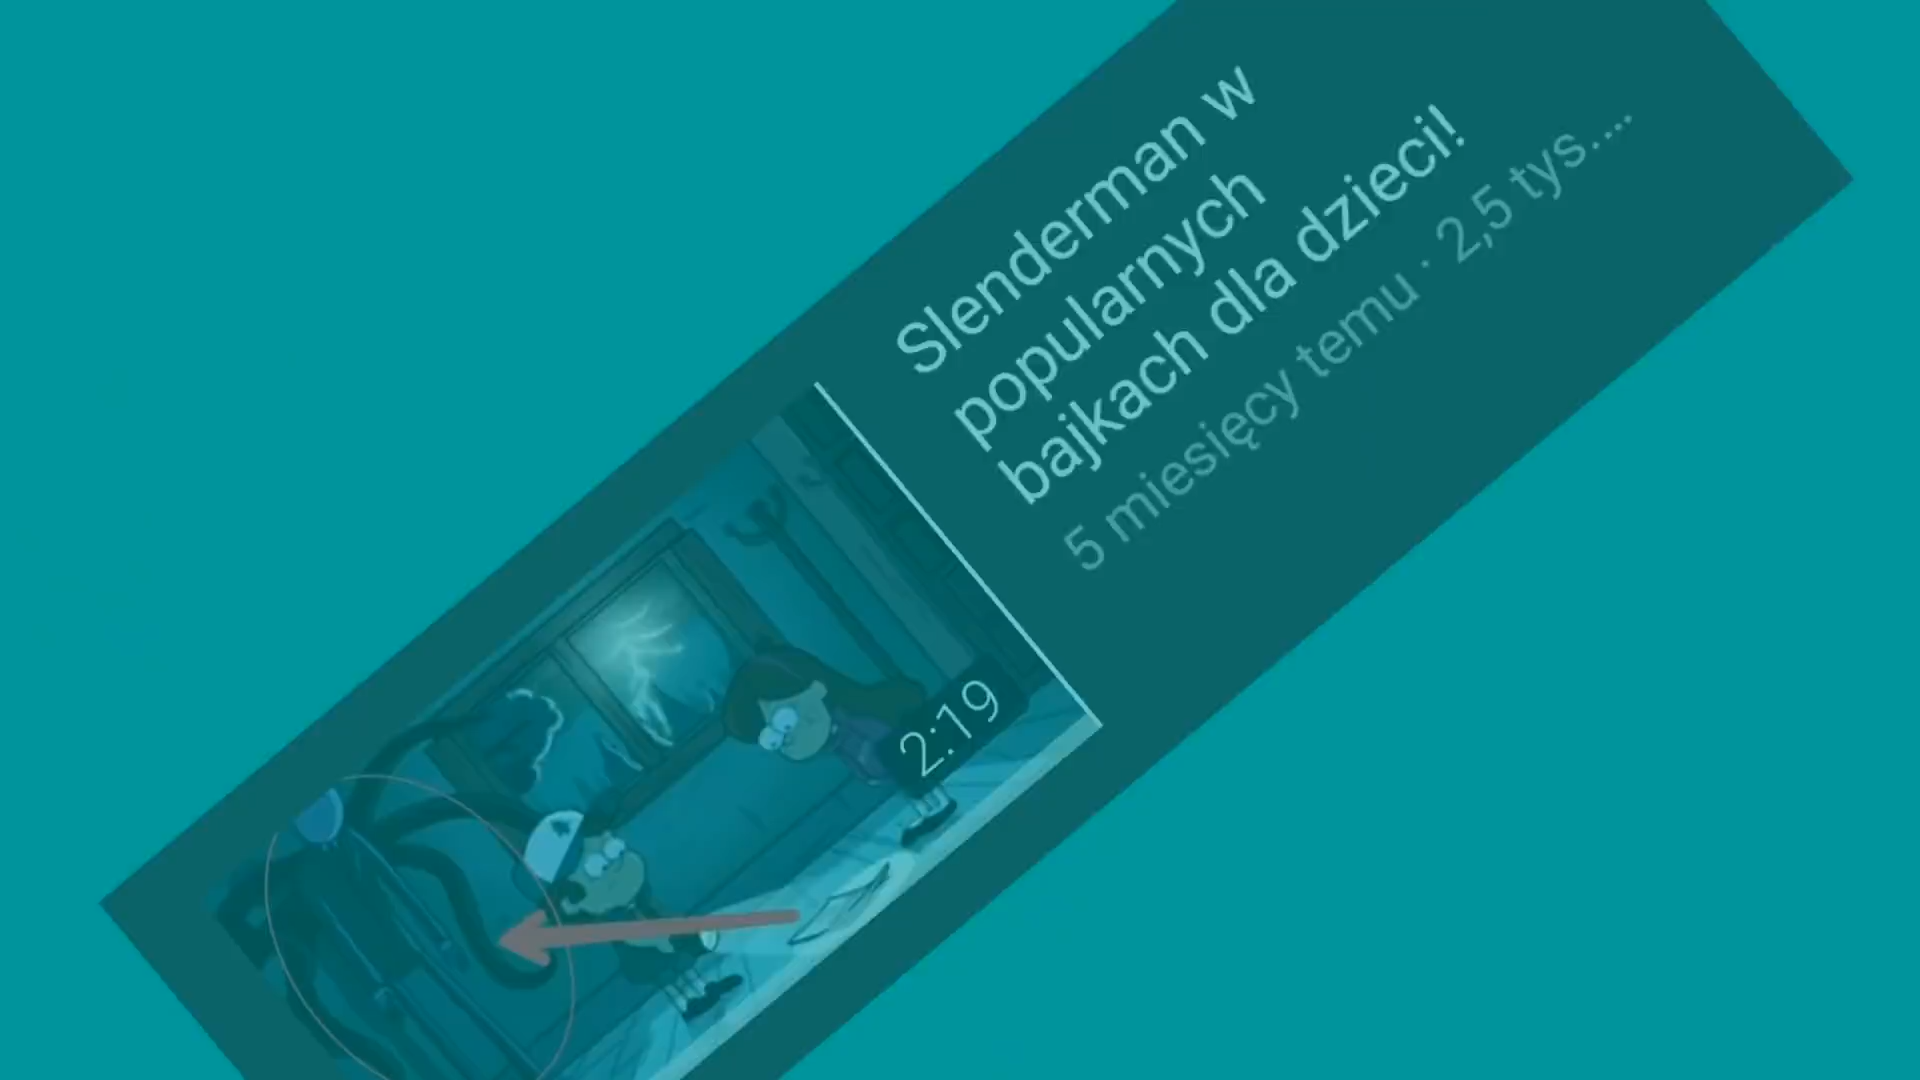 Slenderman w
popularnych
bajkach dla dzieci!
5 miesięcy temu · 2,5 tys....
2:19